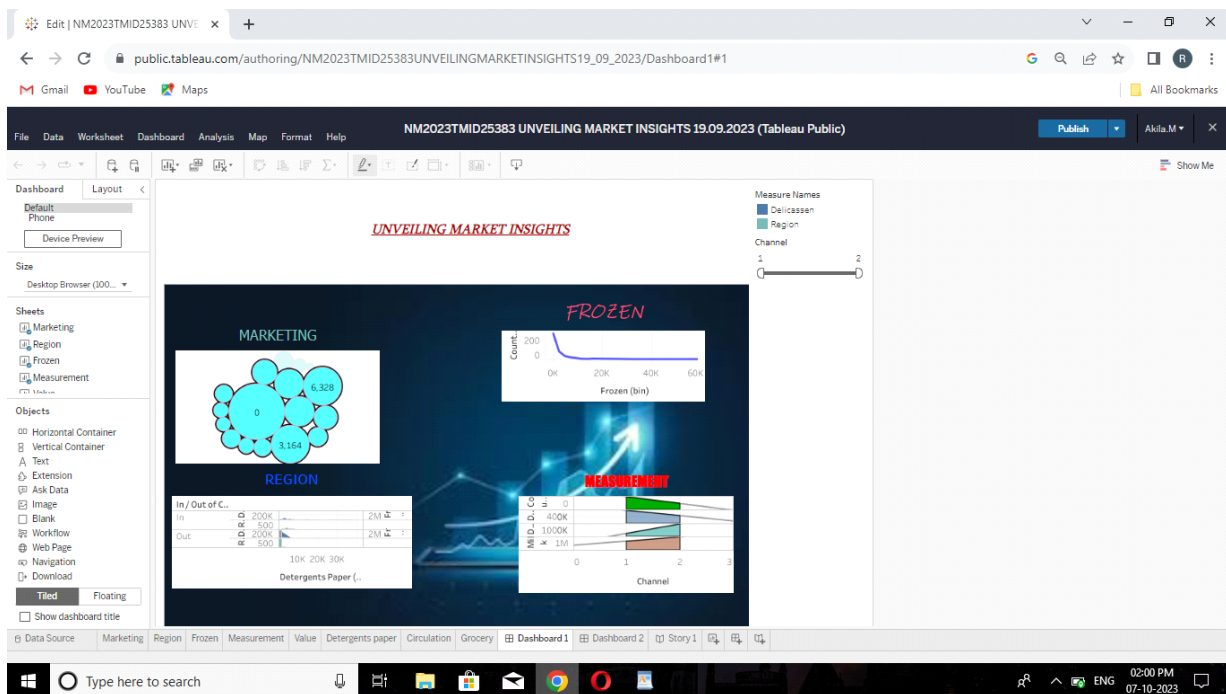 Edit | NM2023TMID25383 UNVE
public.tableau.com/authoring/NM2023TMID25383UNVEILINGMARKETINSIGHTS19_09_2023/Dashboard1#1
G
R
Gmail YouTube Maps
All Bookmarks
File Data Worksheet Dashboard Analysis Map Format Help
NM2023TMID25383 UNVEILING MARKET INSIGHTS 19.09.2023 (Tableau Public)
Publish
Akila.M
Show Me
Dashboard Layout
Default
Phone
Device Preview
Size
Desktop Browser (100...
Sheets
Marketing
Region
Frozen
Measurement
Objects
Horizontal Container
Vertical Container
A Text
Extension
Ask Data
Image
Blank
Workflow
Web Page
Navigation
Download
Tiled Floating
Show dashboard title
UNVEILING MARKET INSIGHTS
Measure Names
Delicassen
Region
Channel
1 2
MARKETING
6,328
0
3,164
FROZEN
Count..
200
0
0K 20K 40K 60K
Frozen (bin)
REGION
In / Out of C..
In
R.D. 200K 2M Fr
R.D. 500
Out
R.D. 200K 2M Fr
R.D. 500
10K 20K 30K
Detergents Paper (..
MEASUREMENT
0
400K
1000K
1M
Mil k
0 1 2 3
Channel
Data Source Marketing Region Frozen Measurement Value Detergents paper Circulation Grocery Dashboard 1 Dashboard 2 Story 1
Type here to search
ENG
02:00 PM
07-10-2023